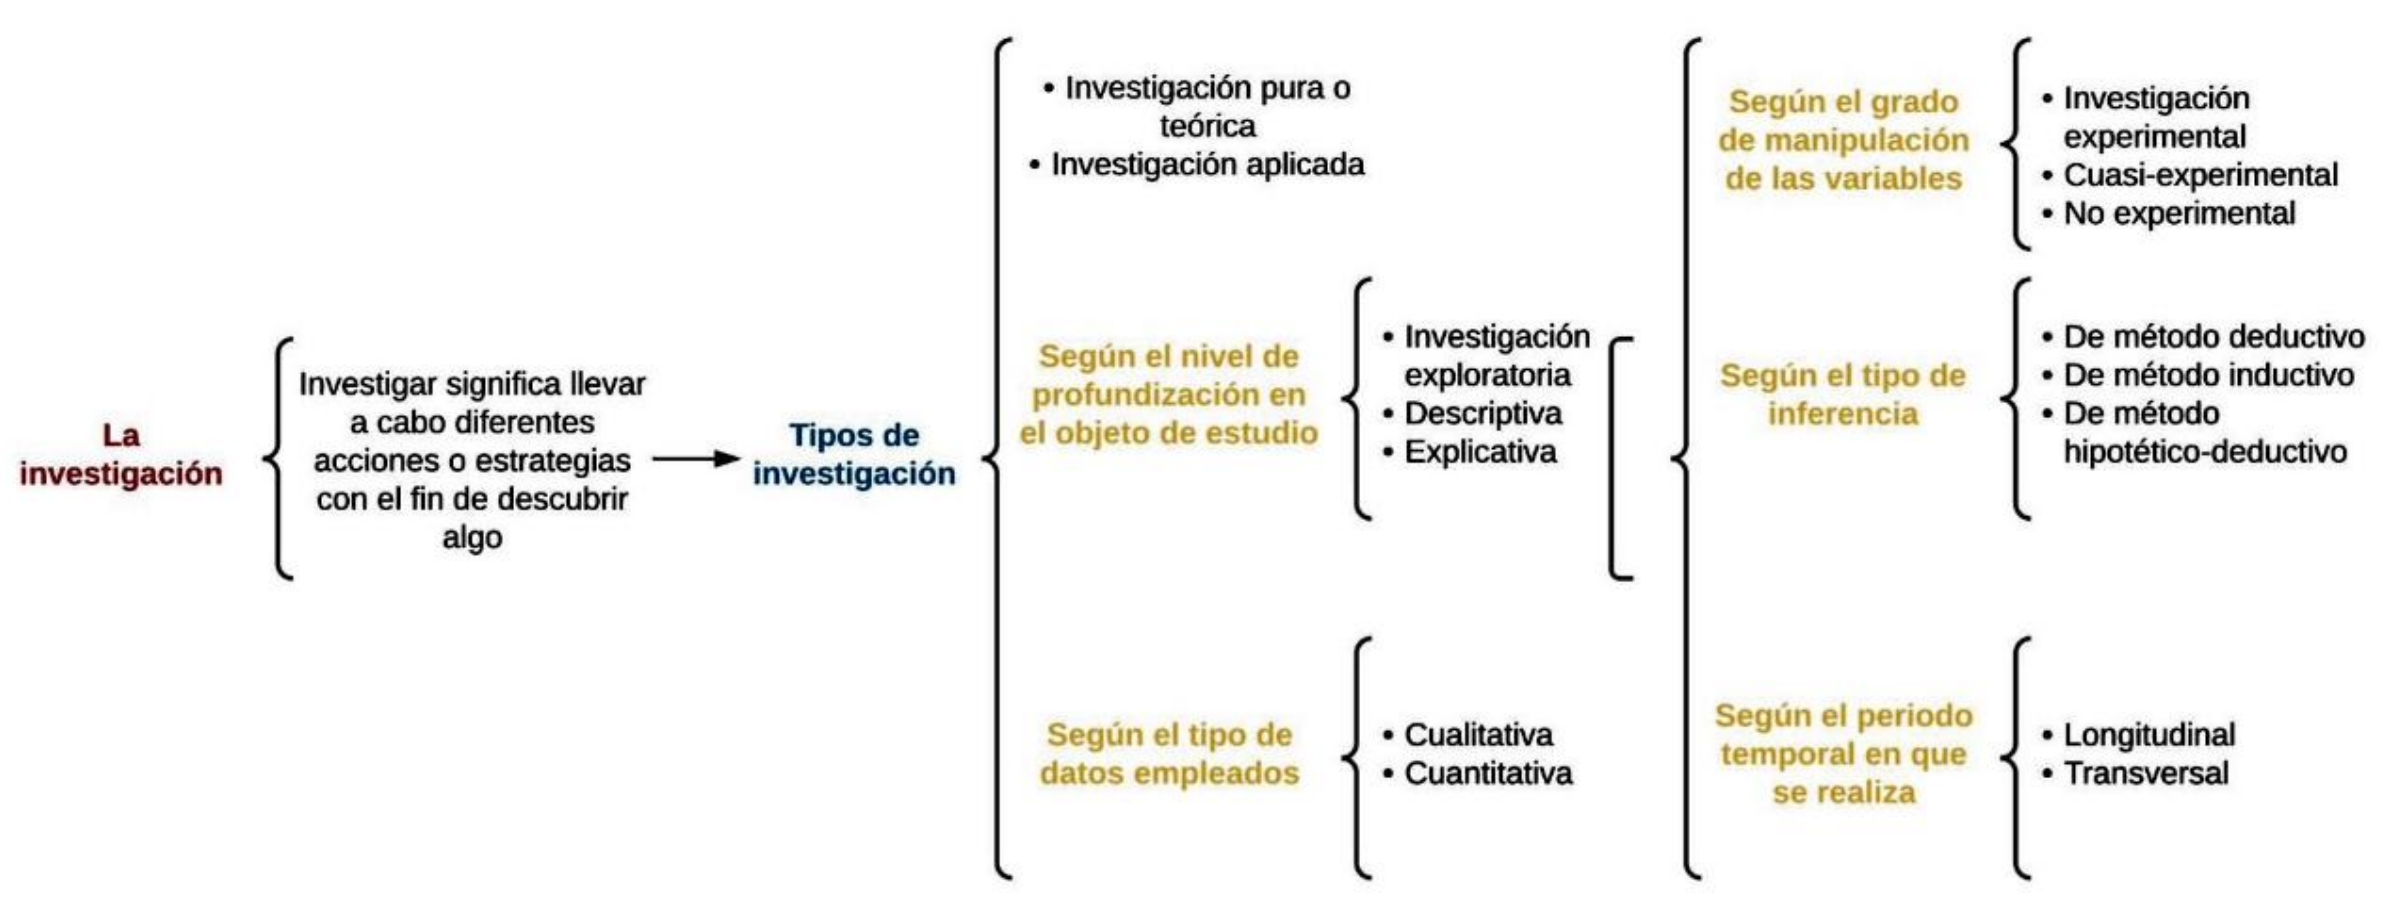 La
investigación
Investigar significa llevar
a cabo diferentes
acciones o estrategias
con el fin de descubrir
algo
Tipos de
investigación
• Investigación pura o
teórica
• Investigación aplicada
Según el nivel de
profundización en
el objeto de estudio
• Investigación
exploratoria
• Descriptiva
• Explicativa
Según el tipo de
datos empleados
• Cualitativa
• Cuantitativa
Según el grado
de manipulación
de las variables
• Investigación
experimental
• Cuasi-experimental
• No experimental
Según el tipo de
inferencia
• De método deductivo
• De método inductivo
• De método
hipotético-deductivo
Según el periodo
temporal en que
se realiza
• Longitudinal
• Transversal